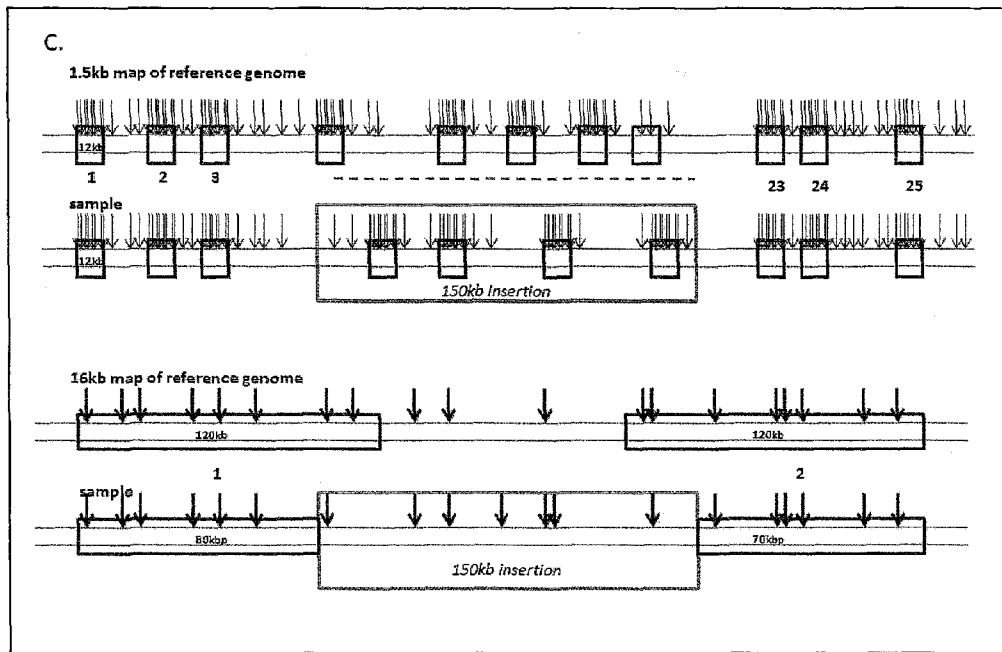 C.
1.5kb map of reference genome
12kb
1 2 3 23 24 25
sample
12kb
150kb insertion
16kb map of reference genome
120kb 120kb
1 2
sample
80kbp 70kbp
150kb insertion